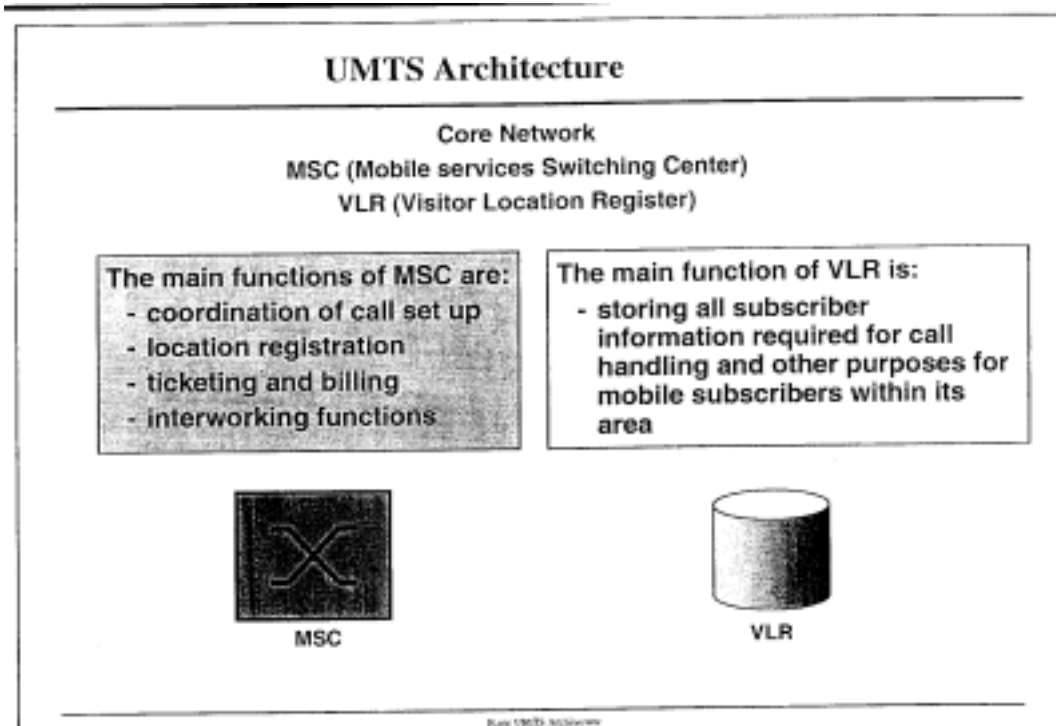 UMTS Architecture
Core Network
MSC (Mobile services Switching Center)
VLR (Visitor Location Register)
The main functions of MSC are:
- coordination of call set up
- location registration
- ticketing and billing
- interworking functions
The main function of VLR is:
- storing all subscriber
information required for call
handling and other purposes for
mobile subscribers within its
area
MSC
VLR
UMTS Architecture